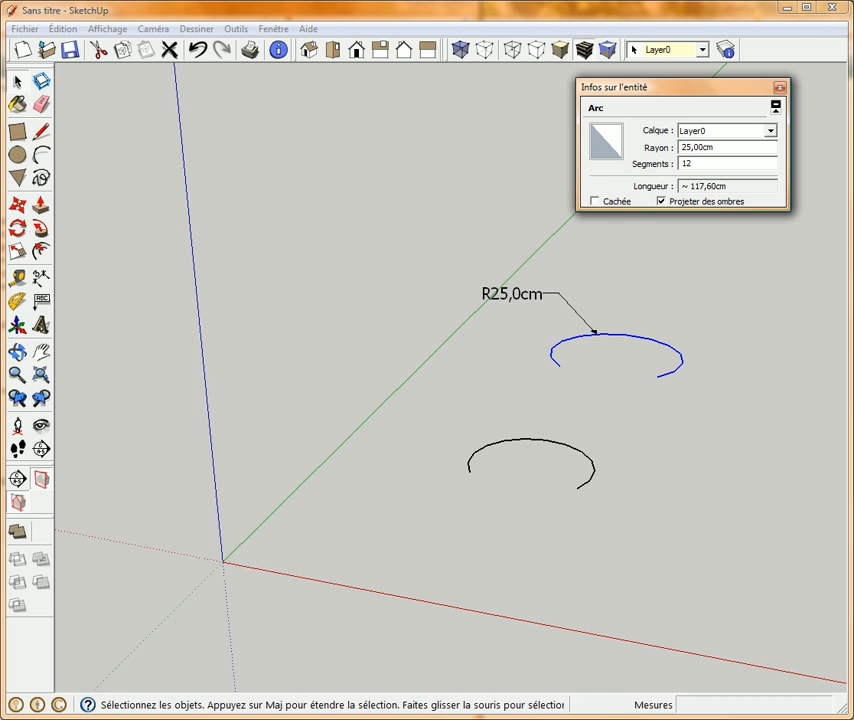 Sans titre - SketchUp
Fichier Édition Affichage Caméra Dessiner Outils Fenêtre Aide
Layer0
Infos sur l'entité
Arc
Calque : Layer0
Rayon : 25,00cm
Segments : 12
Longueur : ~ 117,60cm
Cachée Projeter des ombres
R25,0cm
Sélectionnez les objets. Appuyez sur Maj pour étendre la sélection. Faites glisser la souris pour sélection
Mesures